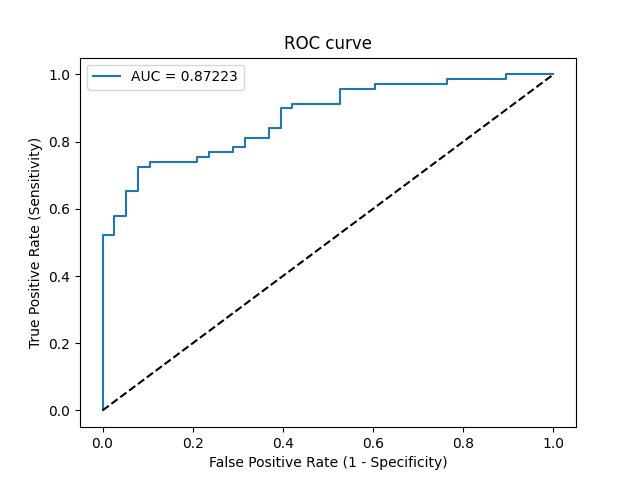 ROC curve
AUC = 0.87223
1.0
0.8
0.6
0.4
0.2
0.0
True Positive Rate (Sensitivity)
0.0 0.2 0.4 0.6 0.8 1.0
False Positive Rate (1 - Specificity)